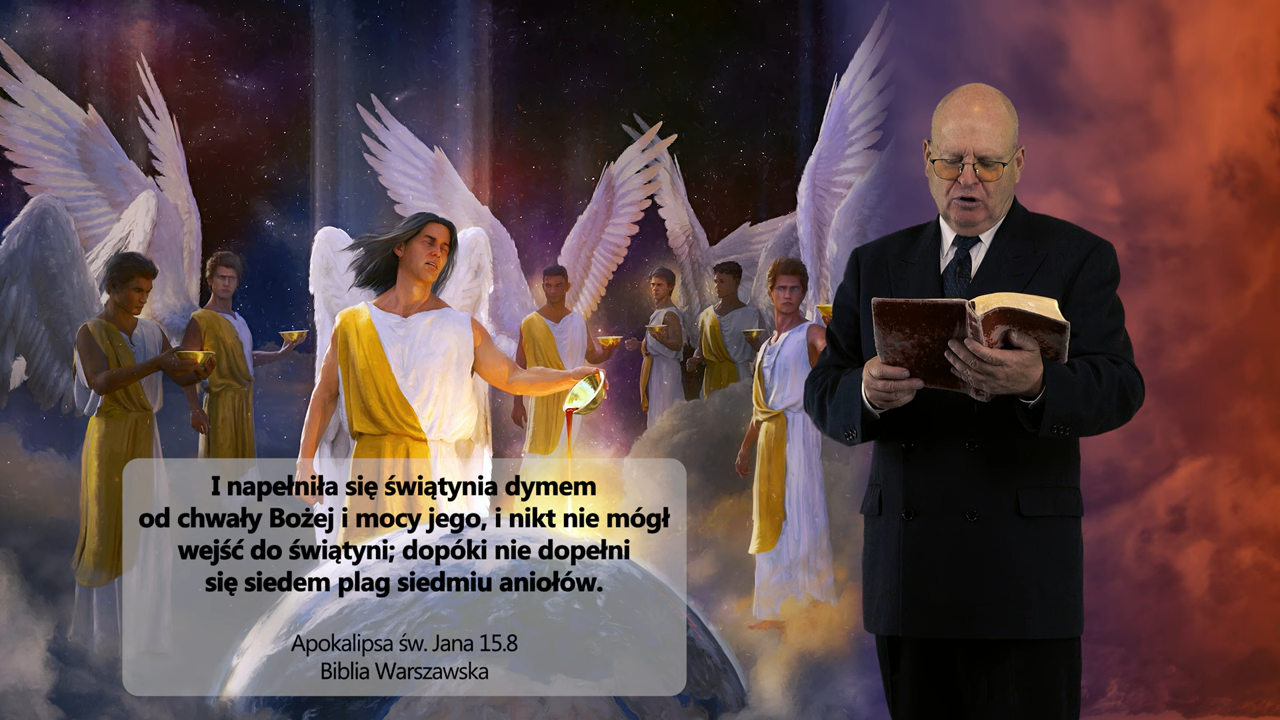 I napełniła się świątynia dymem
od chwały Bożej i mocy jego, i nikt nie mógł
wejść do świątyni; dopóki nie dopełni
się siedem plag siedmiu aniołów.
Apokalipsa św. Jana 15.8
Biblia Warszawska